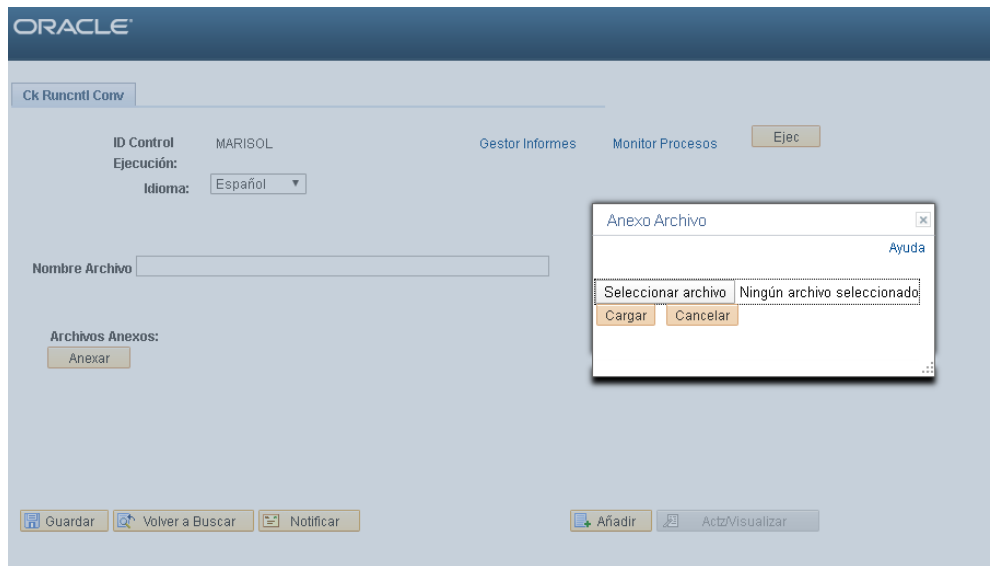 ORACLE
Ck Runcntl Conv
ID Control Ejecución: MARISOL Gestor Informes Monitor Procesos Ejec
Idioma: Español
Anexo Archivo
Ayuda
Nombre Archivo
Seleccionar archivo Ningún archivo seleccionado
Cargar Cancelar
Archivos Anexos:
Anexar
Guardar Volver a Buscar Notificar Añadir Actz/Visualizar